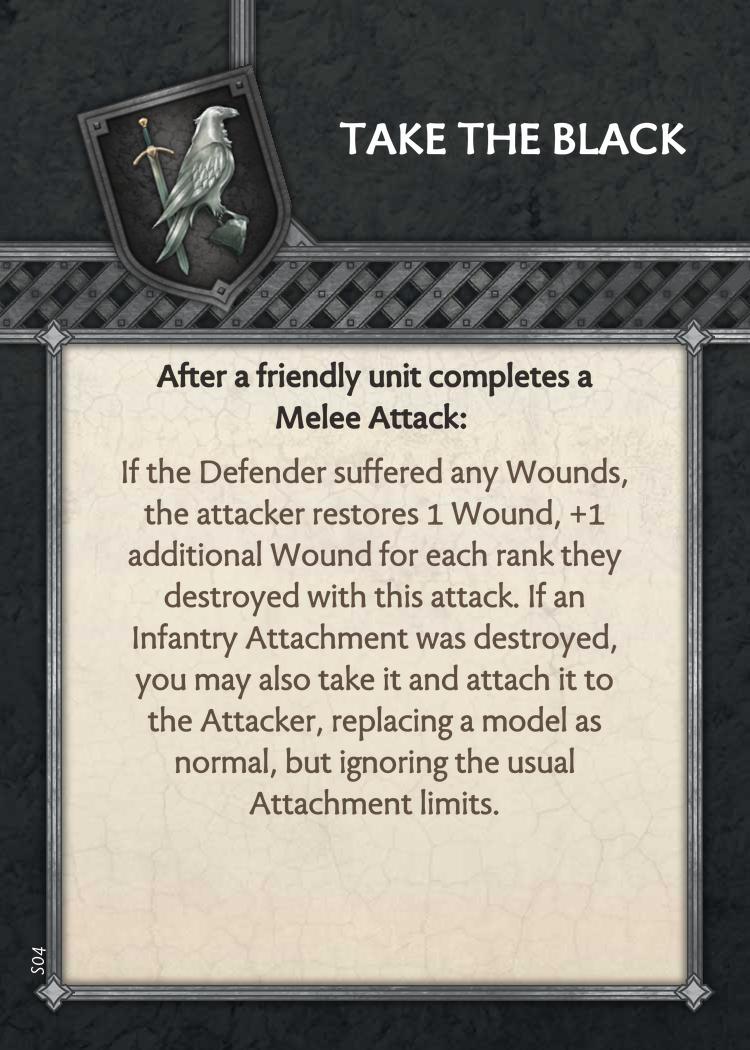 TAKE THE BLACK
After a friendly unit completes a
Melee Attack:
If the Defender suffered any Wounds,
the attacker restores 1 Wound, +1
additional Wound for each rank they
destroyed with this attack. If an
Infantry Attachment was destroyed,
you may also take it and attach it to
the Attacker, replacing a model as
normal, but ignoring the usual
Attachment limits.
S04